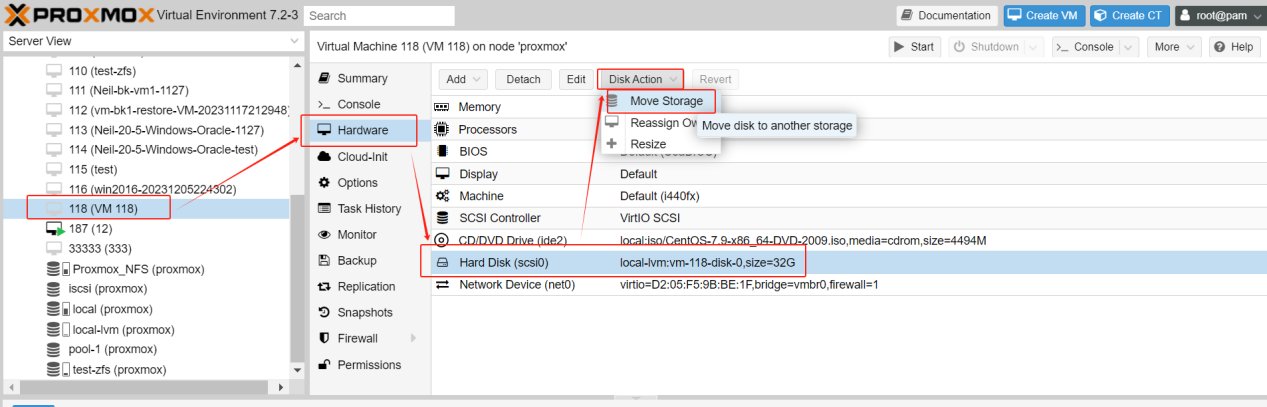 PROXMOX Virtual Environment 7.2-3 Search Documentation Create VM Create CT root@pam
Server View
Virtual Machine 118 (VM 118) on node 'proxmox' Start Shutdown Console More Help
110 (test-zfs)
111 (Neil-bk-vm1-1127)
112 (vm-bk1-restore-VM-20231117212948)
113 (Neil-20-5-Windows-Oracle-1127)
114 (Neil-20-5-Windows-Oracle-test)
115 (test)
116 (win2016-20231205224302)
118 (VM 118)
187 (12)
33333 (333)
Proxmox_NFS (proxmox)
iscsi (proxmox)
local (proxmox)
local-lvm (proxmox)
pool-1 (proxmox)
test-zfs (proxmox)
Summary
Console
Hardware
Cloud-Init
Options
Task History
Monitor
Backup
Replication
Snapshots
Firewall
Permissions
Add Detach Edit Disk Action Revert
Move Storage
Reassign Ow
Resize
Move disk to another storage
Memory
Processors
BIOS
Display Default
Machine Default (i440fx)
SCSI Controller VirtIO SCSI
CD/DVD Drive (ide2) local:iso/CentOS-7.9-x86_64-DVD-2009.iso,media=cdrom,size=4494M
Hard Disk (scsi0) local-lvm:vm-118-disk-0,size=32G
Network Device (net0) virtio=D2:05:F5:9B:BE:1F,bridge=vmbr0,firewall=1